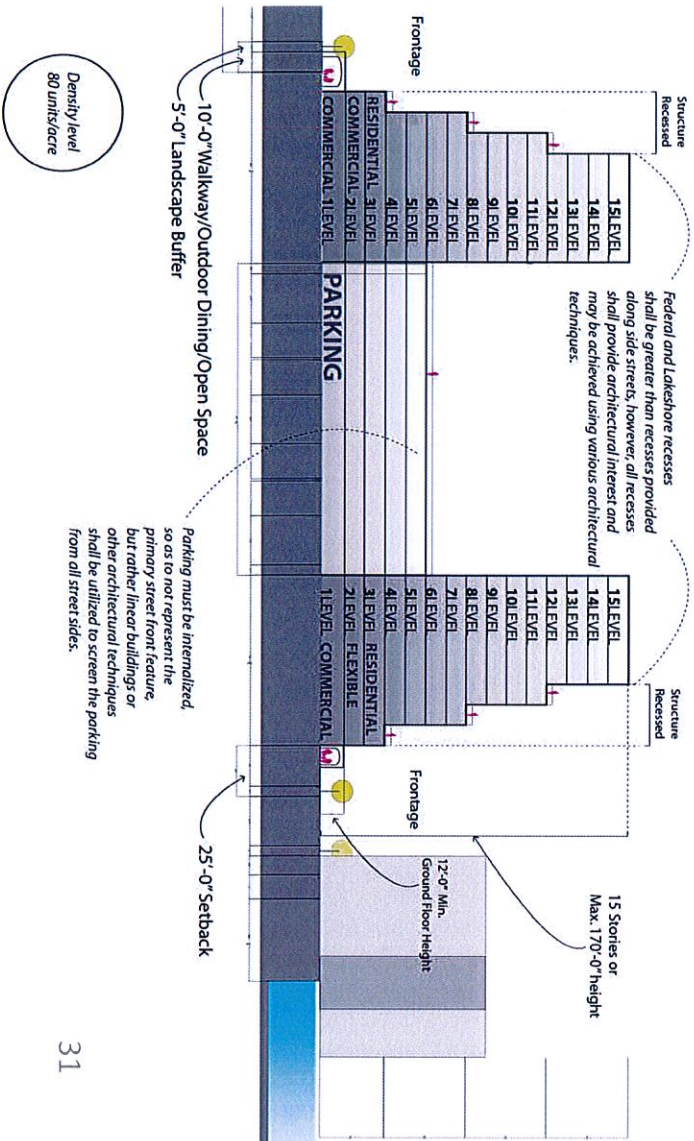 Frontage
Structure
Recessed
15LEVEL
14LEVEL
13LEVEL
12LEVEL
11LEVEL
10LEVEL
9LEVEL
8LEVEL
7LEVEL
6LEVEL
5LEVEL
4LEVEL
RESIDENTIAL 3LEVEL
COMMERCIAL 2LEVEL
COMMERCIAL 1LEVEL
PARKING
Federal and Lakeshore recesses
shall be greater than recesses provided
along side streets, however, all recesses
shall provide architectural interest and
may be achieved using various architectural
techniques.
15LEVEL
14LEVEL
13LEVEL
12LEVEL
11LEVEL
10LEVEL
9LEVEL
8LEVEL
7LEVEL
6LEVEL
5LEVEL
4LEVEL
3LEVEL RESIDENTIAL
2LEVEL FLEXIBLE
1LEVEL COMMERCIAL
Structure
Recessed
Frontage
15 Stories or
Max. 170'-0" height
12'-0" Min.
Ground Floor Height
10'-0" Walkway/Outdoor Dining/Open Space
5'-0" Landscape Buffer
Density level
80 units/acre
Parking must be internalized,
so as to not represent the
primary street front feature,
but rather linear buildings or
other architectural techniques
shall be utilized to screen the parking
from all street sides.
25'-0" Setback
31